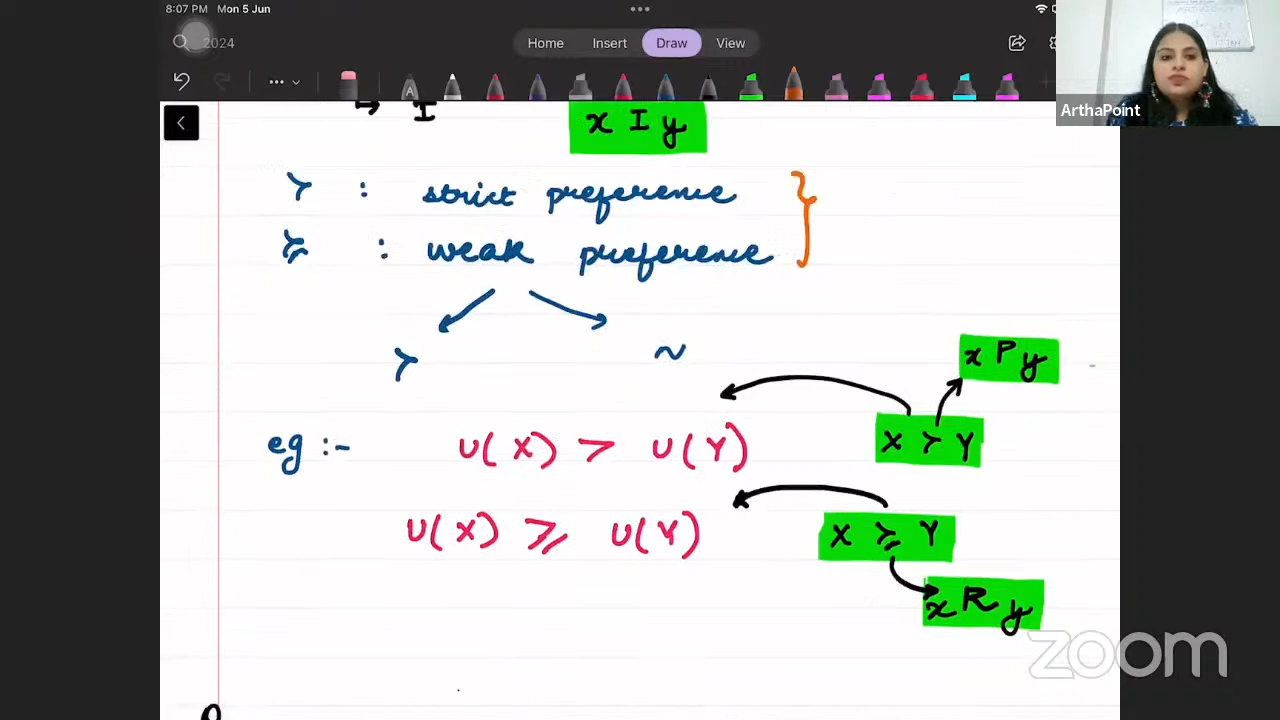 8:07 PM Mon 5 Jun
2024
Home Insert Draw View
A
ArthaPoint
→ I
x I y
≻ : strict preference
≽ : weak preference
≻ ~
x P y
eg :- U(X) > U(Y)
X ≻ Y
U(X) ≥ U(Y)
X ≽ Y
x R y
zoom